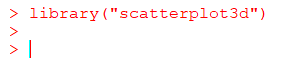 > library("scatterplot3d")
>
> |